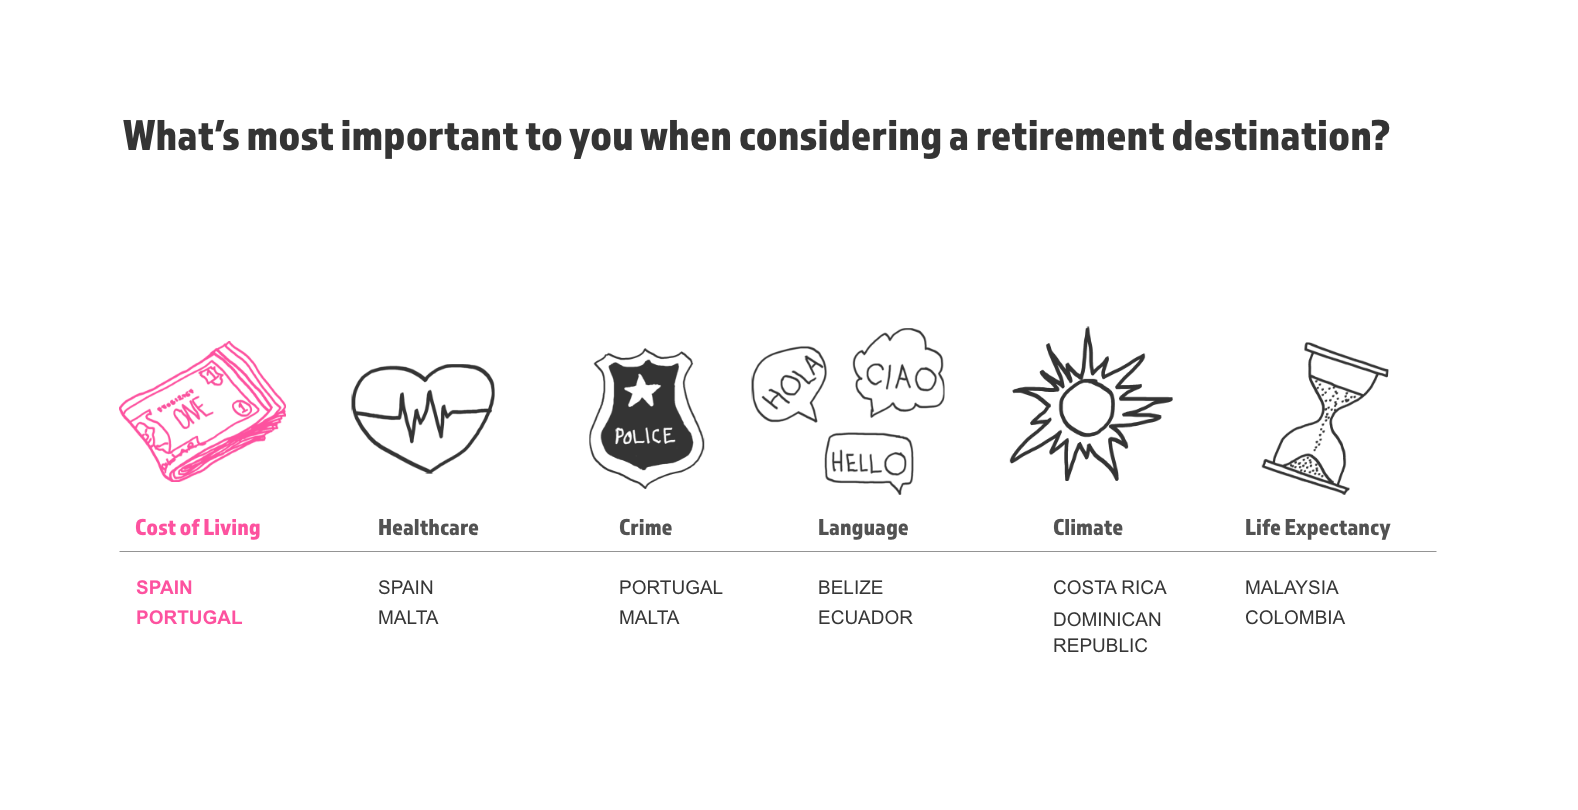 What's most important to you when considering a retirement destination?
ONE
1
HOLA
CIAO
HELLO
POLICE
Cost of Living
Healthcare
Crime
Language
Climate
Life Expectancy
SPAIN
PORTUGAL
SPAIN
MALTA
PORTUGAL
MALTA
BELIZE
ECUADOR
COSTA RICA
DOMINICAN
REPUBLIC
MALAYSIA
COLOMBIA